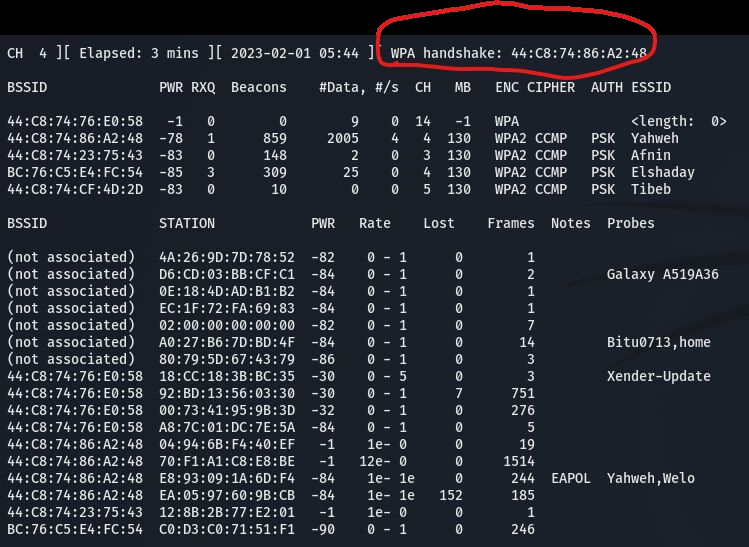 CH  4 ][ Elapsed: 3 mins ][ 2023-02-01 05:44 ][ WPA handshake: 44:C8:74:86:A2:48
BSSID              PWR RXQ  Beacons    #Data, #/s  CH   MB   ENC CIPHER  AUTH ESSID
44:C8:74:76:E0:58   -1   0        0        9    0  14   -1   WPA              <length:  0>
44:C8:74:86:A2:48  -78   1      859     2005    4   4  130   WPA2 CCMP   PSK  Yahweh
44:C8:74:23:75:43  -83   0      148        2    0   3  130   WPA2 CCMP   PSK  Afnin
BC:76:C5:E4:FC:54  -85   3      309       25    0   4  130   WPA2 CCMP   PSK  Elshaday
44:C8:74:CF:4D:2D  -83   0       10        0    0   5  130   WPA2 CCMP   PSK  Tibeb
BSSID              STATION            PWR   Rate    Lost    Frames  Notes  Probes
(not associated)   4A:26:9D:7D:78:52  -82    0 - 1      0        1
(not associated)   D6:CD:03:BB:CF:C1  -84    0 - 1      0        2         Galaxy A519A36
(not associated)   0E:18:4D:AD:B1:B2  -84    0 - 1      0        1
(not associated)   EC:1F:72:FA:69:83  -84    0 - 1      0        1
(not associated)   02:00:00:00:00:00  -82    0 - 1      0        7
(not associated)   A0:27:B6:7D:BD:4F  -84    0 - 1      0       14         Bitu0713,home
(not associated)   80:79:5D:67:43:79  -86    0 - 1      0        3
44:C8:74:76:E0:58  18:CC:18:3B:BC:35  -30    0 - 5      0        3         Xender-Update
44:C8:74:76:E0:58  92:BD:13:56:03:30  -30    0 - 1      7      751
44:C8:74:76:E0:58  00:73:41:95:9B:3D  -32    0 - 1      0      276
44:C8:74:76:E0:58  A8:7C:01:DC:7E:5A  -84    0 - 1      0        5
44:C8:74:86:A2:48  04:94:6B:F4:40:EF   -1    1e- 0      0       19
44:C8:74:86:A2:48  70:F1:A1:C8:E8:BE   -1   12e- 0      0     1514
44:C8:74:86:A2:48  E8:93:09:1A:6D:F4  -84    1e- 1e     0      244  EAPOL  Yahweh,Welo
44:C8:74:86:A2:48  EA:05:97:60:9B:CB  -84    1e- 1e   152      185
44:C8:74:23:75:43  12:8B:2B:77:E2:01   -1    1e- 0      0        1
BC:76:C5:E4:FC:54  C0:D3:C0:71:51:F1  -90    0 - 1      0      246